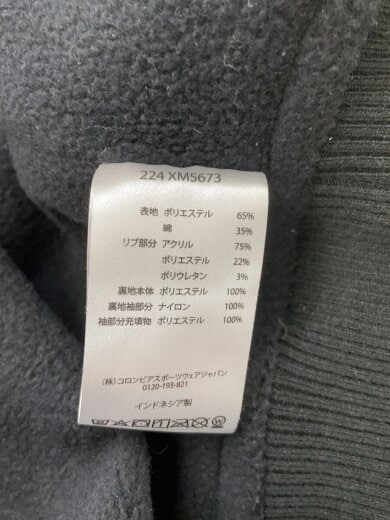 224 XM5673
表地 ポリエステル 65%
綿 35%
リブ部分 アクリル 75%
ポリエステル 22%
ポリウレタン 3%
裏地本体 ポリエステル 100%
裏地袖部分 ナイロン 100%
袖部分充填物 ポリエステル 100%
(株)コロンビアスポーツウェアジャパン
0120-193-821
インドネシア製